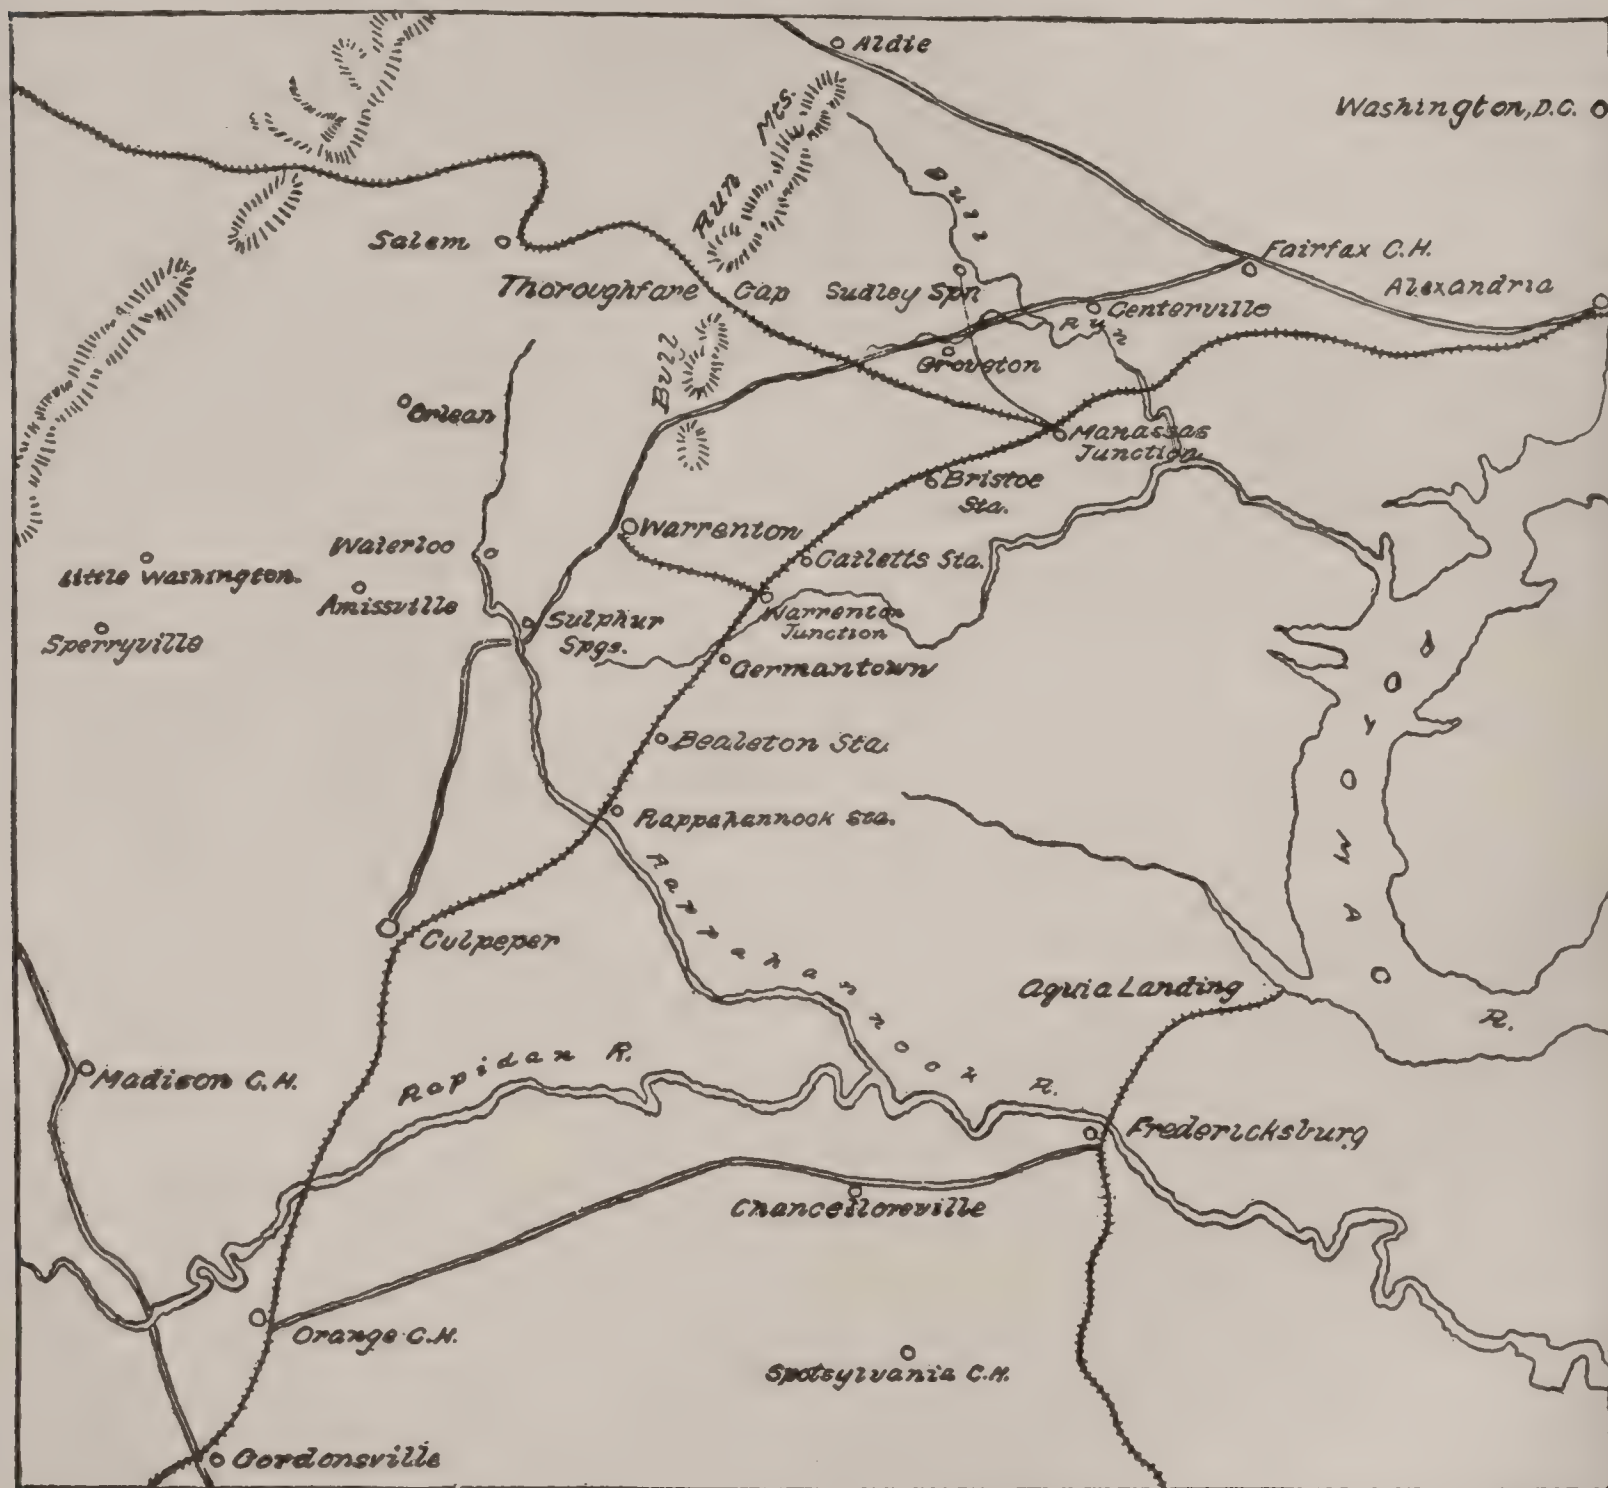 Aldie
Washington, D.C.
Bull Run Mts.
Bull Run
Salem
Fairfax C.H.
Thoroughfare Gap
Sudley Spn
Alexandria
Centerville
Groveton
Orlean
Manassas
Junction
Bristoe
Sta.
Warrenton
Waterloo
Catletts Sta.
Little Washington.
Amissville
Warrenton
Junction
Sulphur
Spgs.
Sperryville
Germantown
Bealeton Sta.
Rappahannock Sta.
Rappahannock R.
POTOMAC R.
Culpeper
Aquia Landing
Madison C.H.
Rapidan R.
Fredericksburg
Chancellorsville
Orange C.H.
Spotsylvania C.H.
Gordonsville